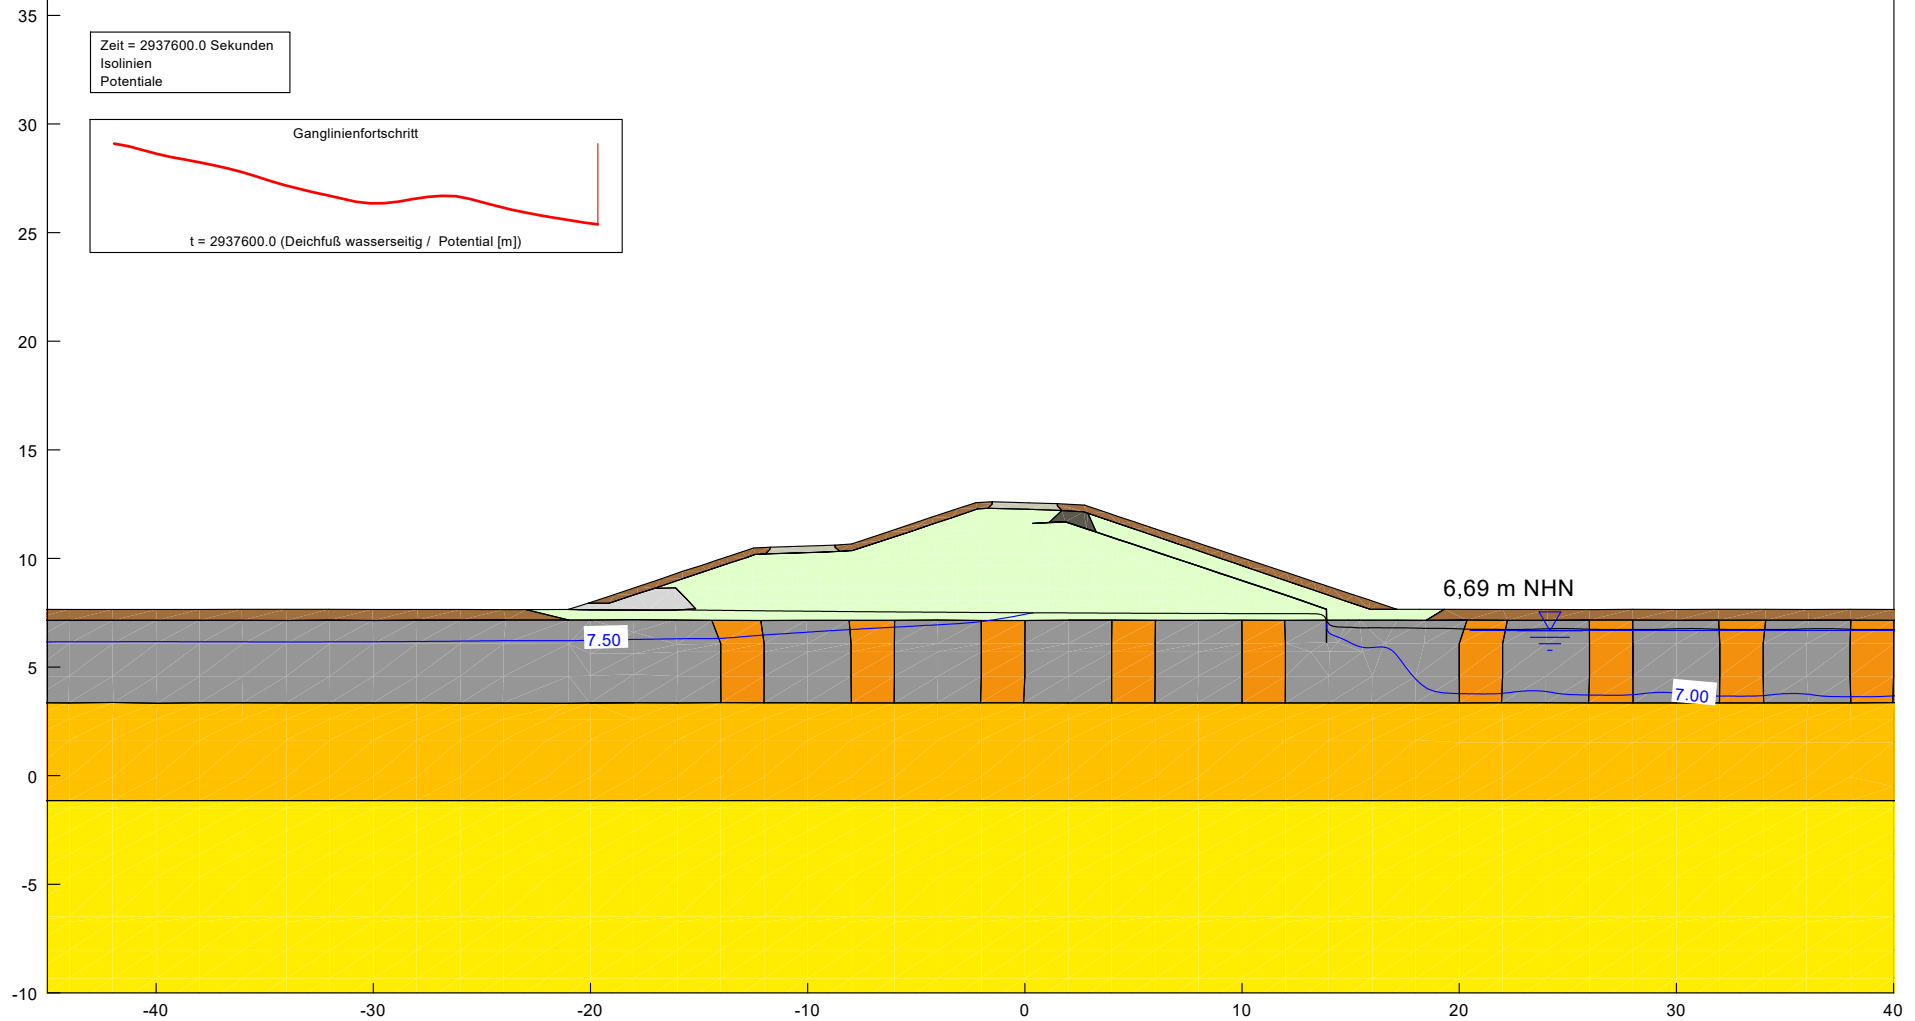 35
Zeit = 2937600.0 Sekunden
Isolinien
Potentiale
30
Ganglinienfortschritt
25
t = 2937600.0 (Deichfuß wasserseitig /  Potential [m])
20
15
10
6,69 m NHN
7.50
5
7.00
0
-5
-10
-40 -30 -20 -10 0 10 20 30 40